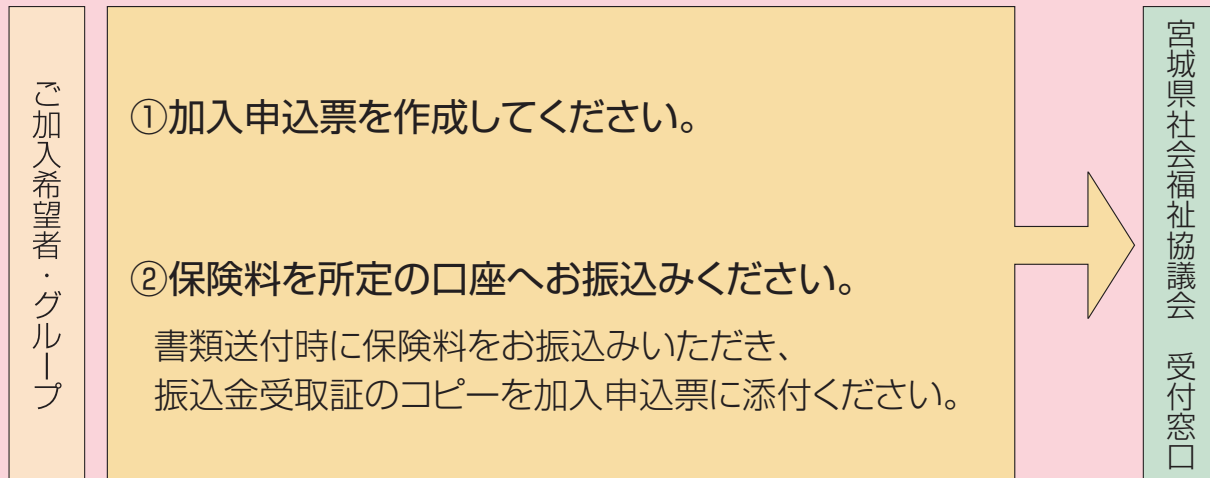 ご加入希望者・グループ
①加入申込票を作成してください。
②保険料を所定の口座へお振込みください。
書類送付時に保険料をお振込みいただき、
振込金受取証のコピーを加入申込票に添付ください。
宮城県社会福祉協議会　受付窓口